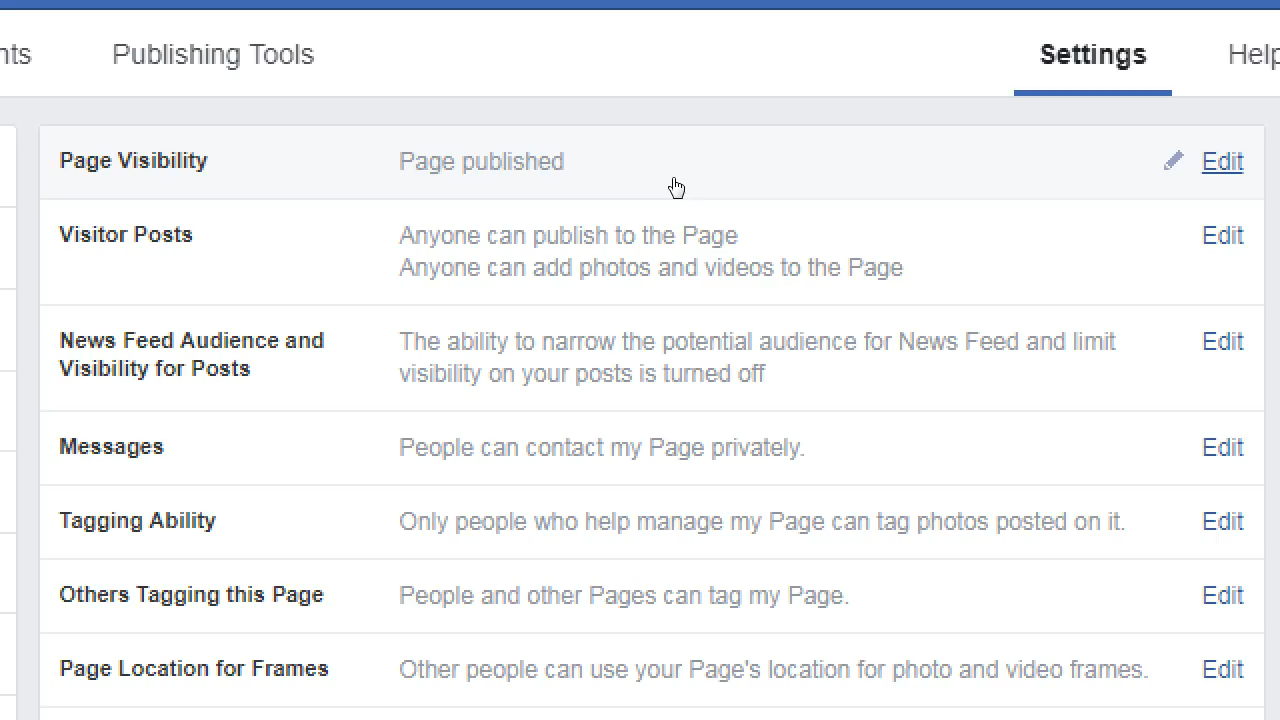 nts Publishing Tools Settings Help
Page Visibility Page published Edit
Visitor Posts Anyone can publish to the Page Edit
Anyone can add photos and videos to the Page
News Feed Audience and The ability to narrow the potential audience for News Feed and limit Edit
Visibility for Posts visibility on your posts is turned off
Messages People can contact my Page privately. Edit
Tagging Ability Only people who help manage my Page can tag photos posted on it. Edit
Others Tagging this Page People and other Pages can tag my Page. Edit
Page Location for Frames Other people can use your Page's location for photo and video frames. Edit